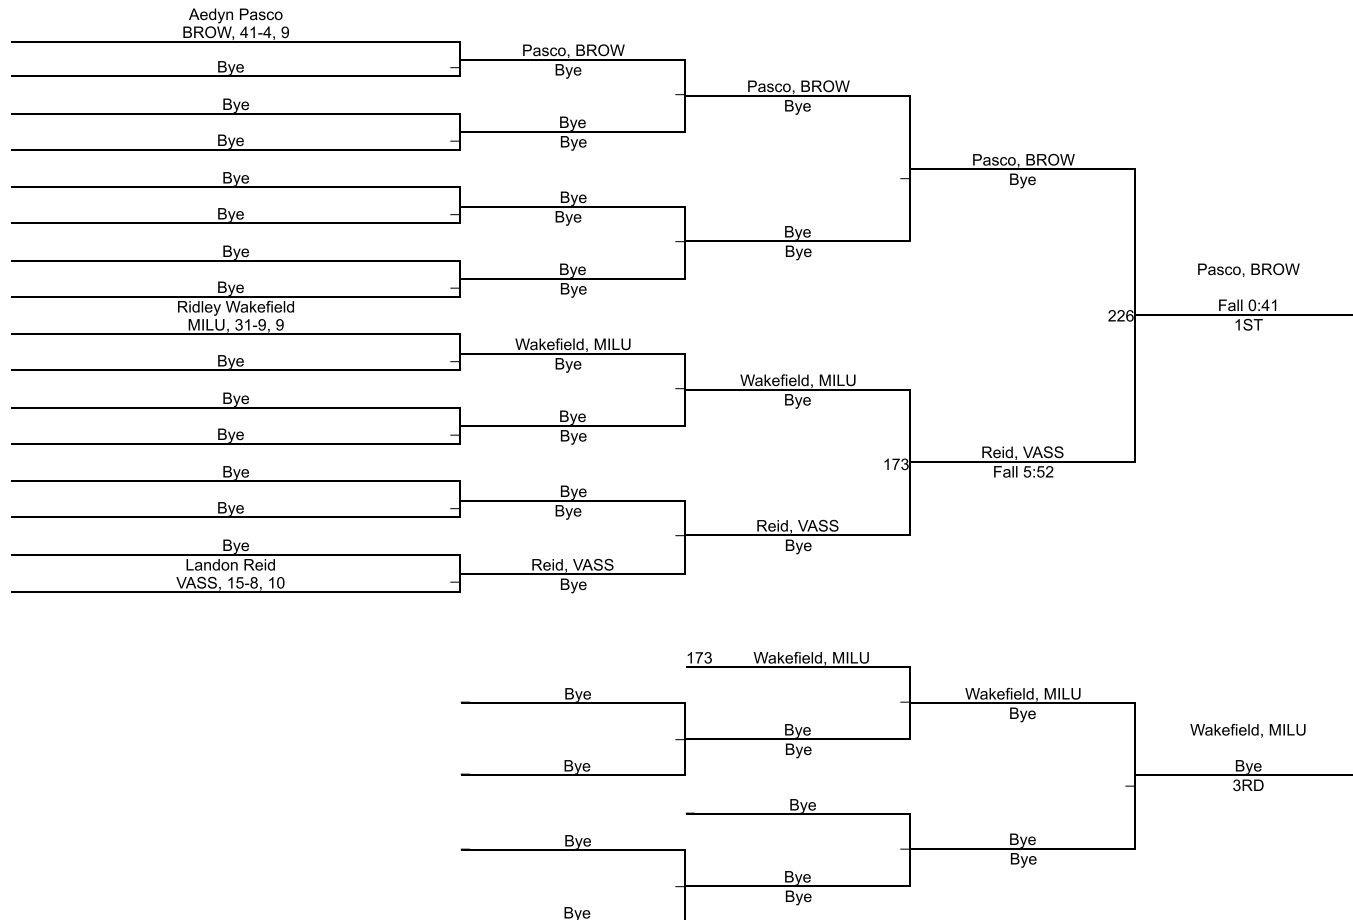 Aedyn Pasco
BROW, 41-4, 9
Bye
Bye
Bye
Bye
Bye
Bye
Bye
Ridley Wakefield
MILU, 31-9, 9
Bye
Bye
Bye
Bye
Bye
Bye
Landon Reid
VASS, 15-8, 10
Pasco, BROW
Bye
Bye
Bye
Bye
Bye
Bye
Bye
Wakefield, MILU
Bye
Bye
Bye
Bye
Bye
Reid, VASS
Bye
Pasco, BROW
Bye
Bye
Bye
Wakefield, MILU
Bye
Reid, VASS
Bye
Pasco, BROW
Bye
173
Reid, VASS
Fall 5:52
226
Pasco, BROW
Fall 0:41
1ST
Bye
Bye
Bye
Bye
173 Wakefield, MILU
Bye
Bye
Bye
Bye
Bye
Wakefield, MILU
Bye
Bye
Bye
Wakefield, MILU
Bye
3RD